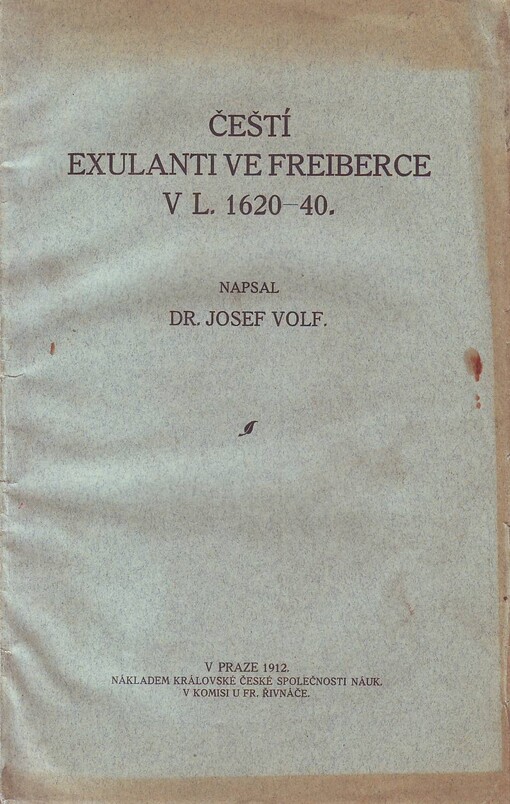 ČEŠTÍ
EXULANTI VE FREIBERCE
V L. 1620–40.
NAPSAL
DR. JOSEF VOLF.
V PRAZE 1912.
NÁKLADEM KRÁLOVSKÉ ČESKÉ SPOLEČNOSTI NÁUK.
V KOMISI U FR. ŘIVNÁČE.